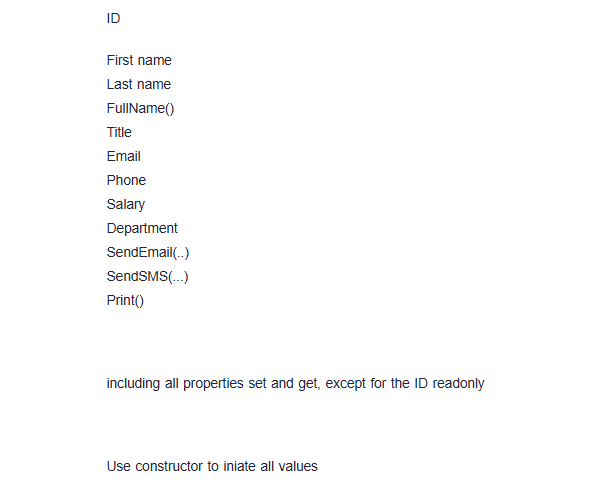 ID
First name
Last name
FullName()
Title
Email
Phone
Salary
Department
SendEmail(..)
SendSMS(...)
Print()
including all properties set and get, except for the ID readonly
Use constructor to iniate all values